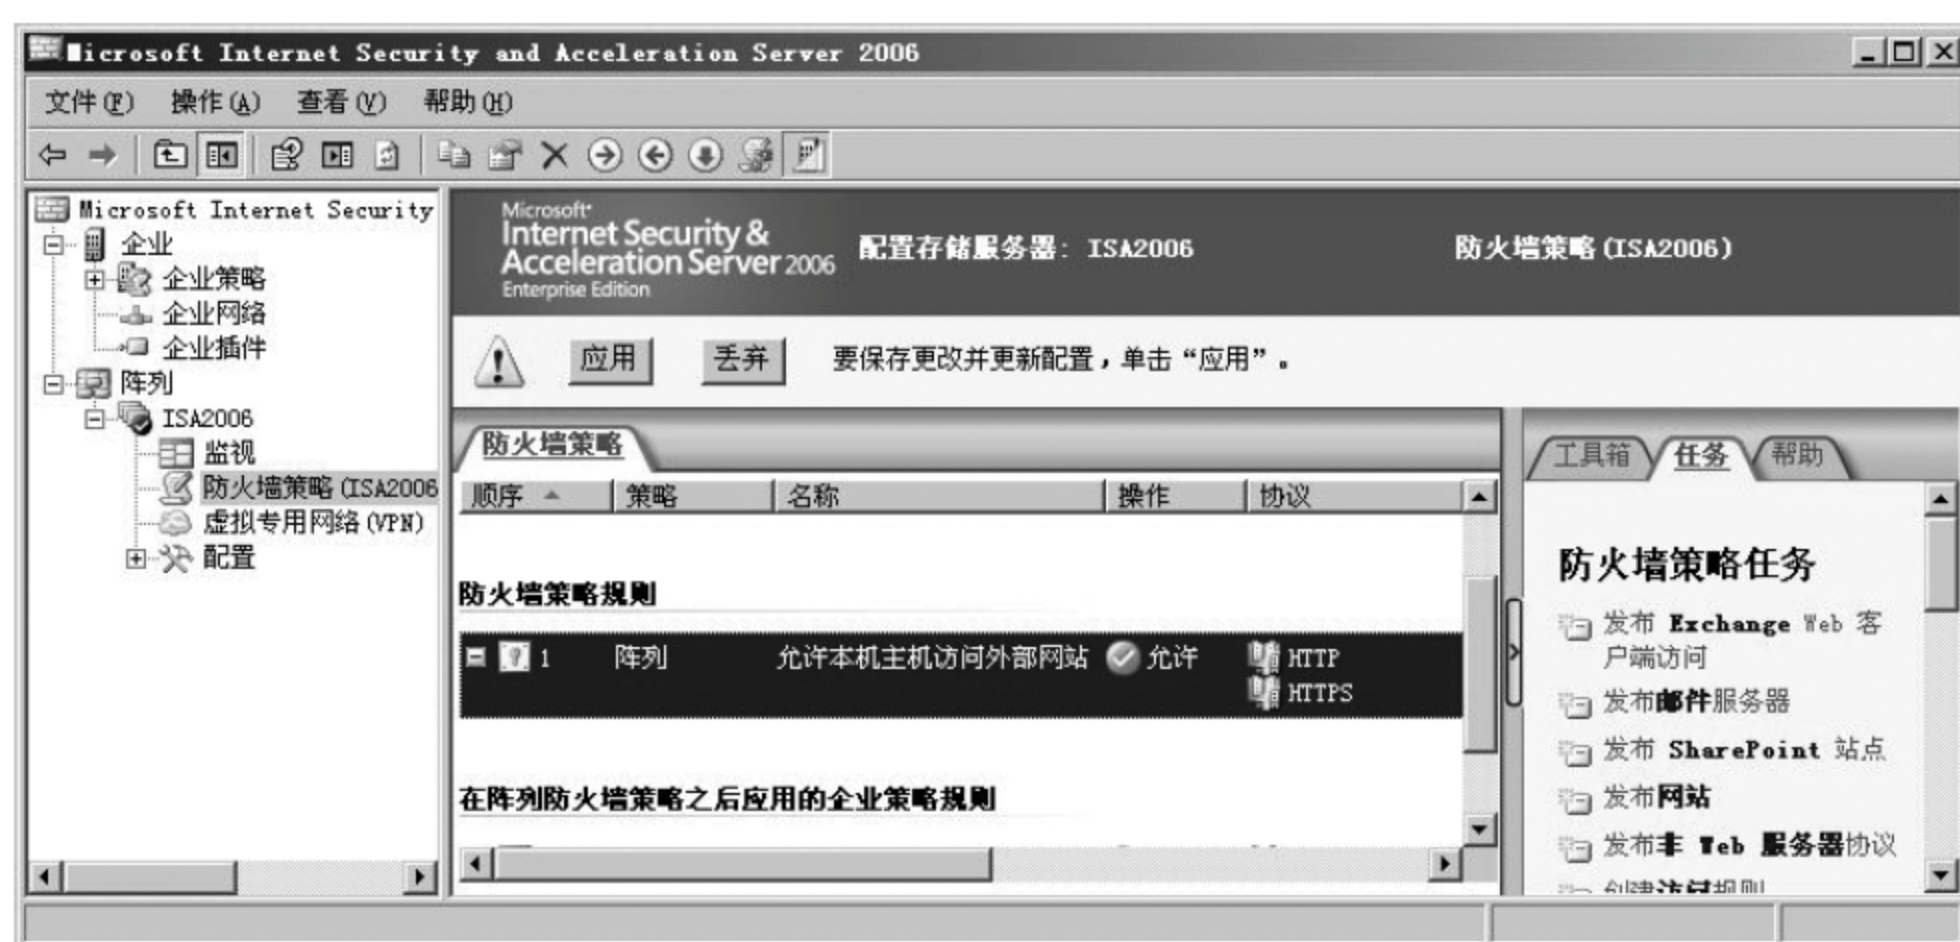 Microsoft Internet Security and Acceleration Server 2006
文件(F) 操作(A) 查看(V) 帮助(H)
Microsoft Internet Security
企业
企业策略
企业网络
企业插件
阵列
ISA2006
监视
防火墙策略(ISA2006
虚拟专用网络(VPN)
配置
Microsoft
Internet Security &
Acceleration Server 2006
Enterprise Edition
配置存储服务器: ISA2006
防火墙策略(ISA2006)
应用 丢弃 要保存更改并更新配置，单击“应用”。
防火墙策略
顺序 策略 名称 操作 协议
防火墙策略规则
1 阵列 允许本机主机访问外部网站 允许 HTTP
HTTPS
在阵列防火墙策略之后应用的企业策略规则
工具箱 任务 帮助
防火墙策略任务
发布 Exchange Web 客
户端访问
发布邮件服务器
发布 SharePoint 站点
发布网站
发布非 Web 服务器协议
创建访问规则